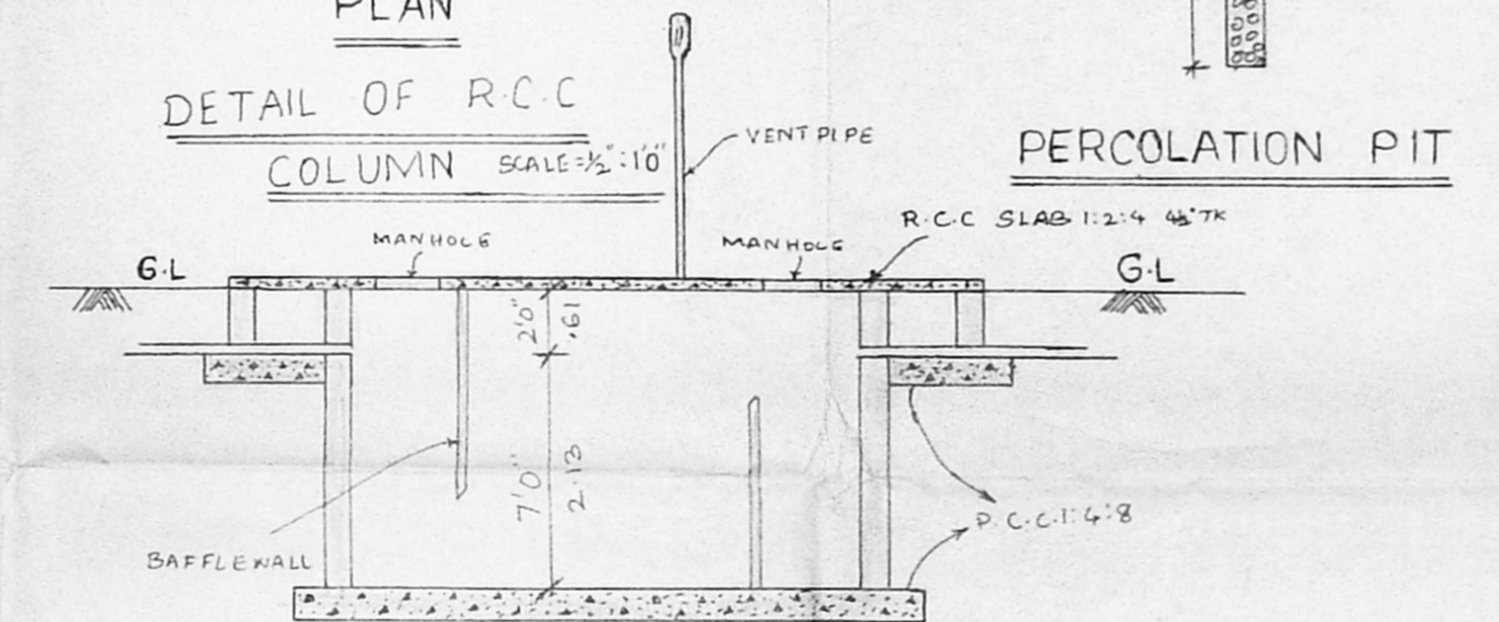 PLAN
DETAIL OF R.C.C
COLUMN SCALE=½":1'0"
VENT PIPE
PERCOLATION PIT
R.C.C SLAB 1:2:4 4½" TK
MANHOLE
MANHOLE
G.L
G.L
2'0"
.61
7'0"
2.13
BAFFLEWALL
P.C.C.1:4:8